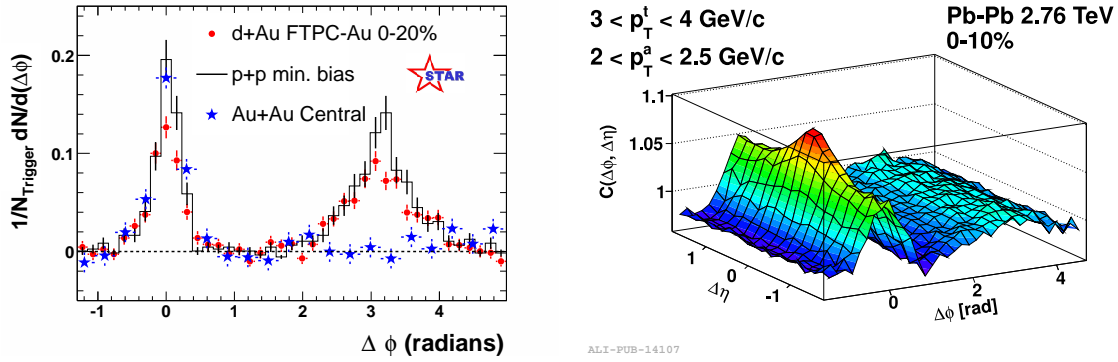 d+Au FTPC-Au 0-20%
p+p min. bias
Au+Au Central
STAR
1/N_Trigger dN/d(Δϕ)
0.2
0.1
0
-1 0 1 2 3 4
Δ ϕ (radians)
3 < p_T^t < 4 GeV/c
2 < p_T^a < 2.5 GeV/c
Pb-Pb 2.76 TeV
0-10%
C(Δϕ, Δη)
1.1
1.05
1
1
0
-1
Δη
0
2
4
Δϕ [rad]
ALI-PUB-14107